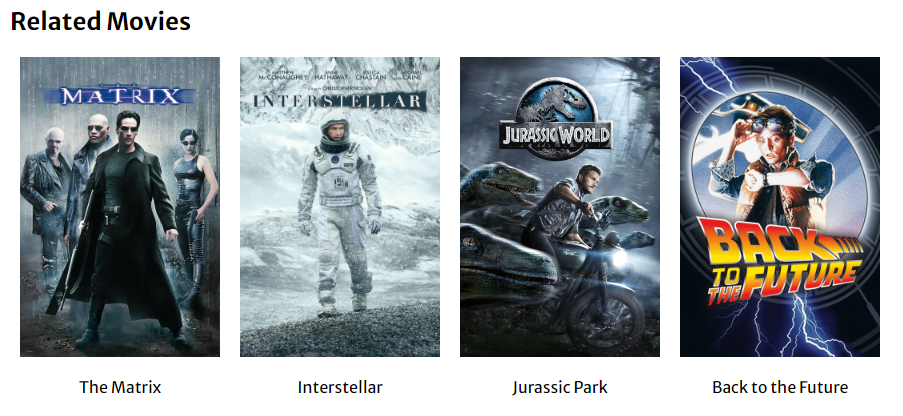 Related Movies
MATRIX
MATTHEW McCONAUGHEY ANNE HATHAWAY JESSICA CHASTAIN MICHAEL CAINE
A FILM BY CHRISTOPHER NOLAN
INTERSTELLAR
JURASSIC WORLD
BACK
TO THE FUTURE
The Matrix
Interstellar
Jurassic Park
Back to the Future